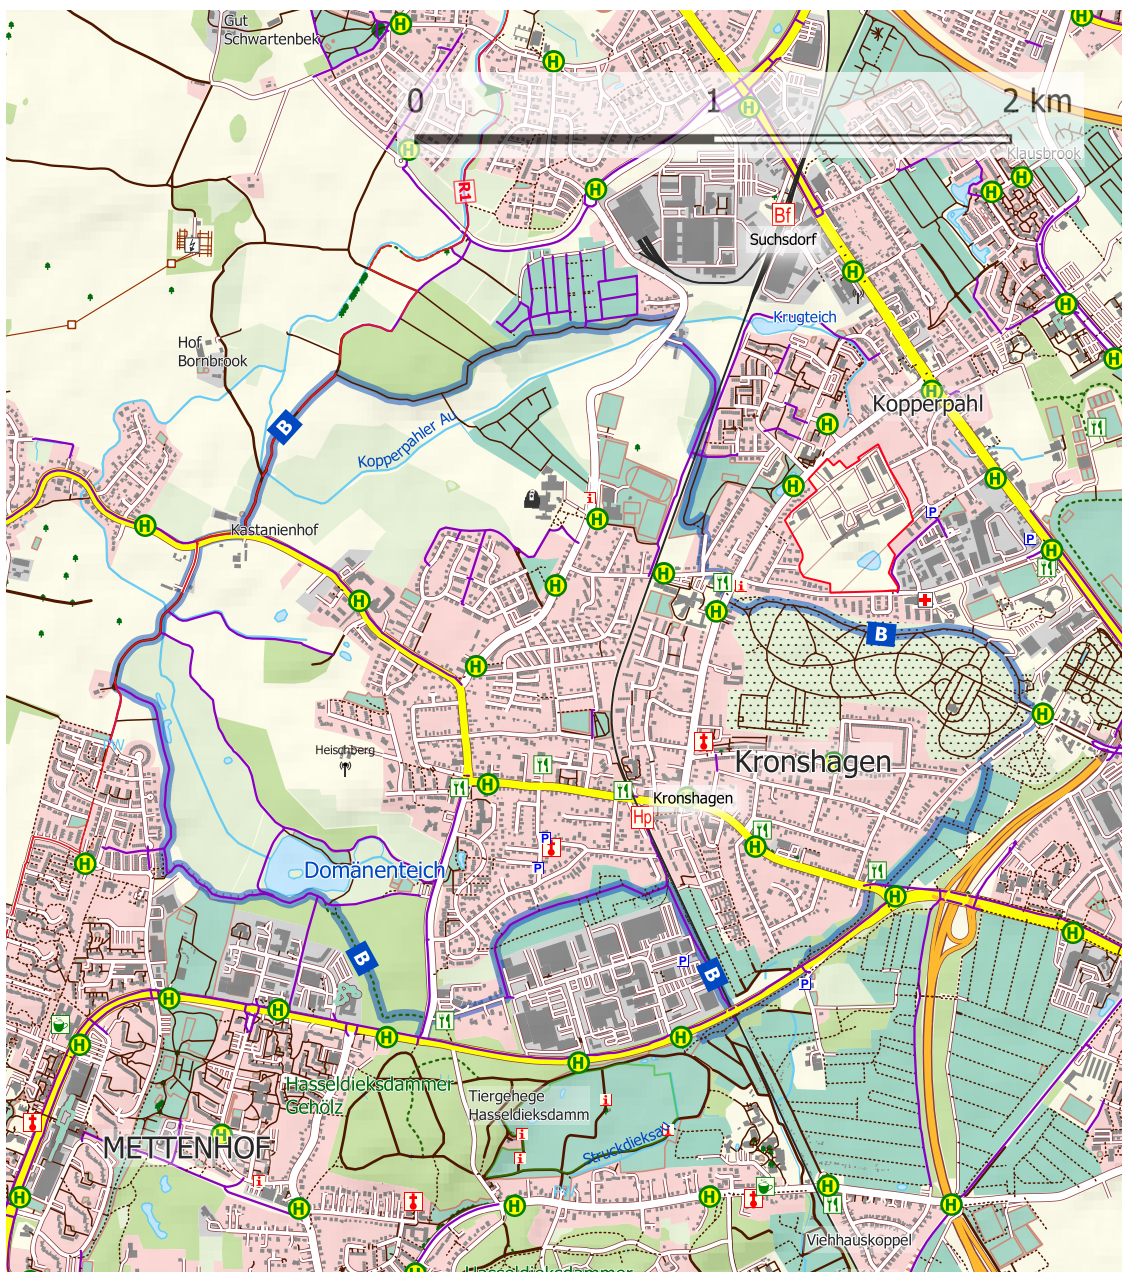 Gut
Schwartenbek
H
H
H
0
1
2 km
H
H
Klausbrook
H
H
R1
H
Bf
Suchsdorf
H
H
Krugteich
Hof
Bornbrook
H
H
Kopperpahl
B
Kopperpahler Au
H
H
H
H
i
P
Kastanienhof
H
H
P
H
H
H
i
H
H
B
H
H
Heischberg
Kronshagen
H
H
Kronshagen
H
Hp
P
H
P
H
Domänenteich
H
H
B
P
B
P
H
H
H
H
H
H
Hasseldieksdammer
Gehölz
Tiergehege
Hasseldieksdamm
i
i
i
Struckdieksau
i
H
METTENHOF
i
H
H
H
H
H
H
Viehhauskoppel
H
Hasseldieksdammer